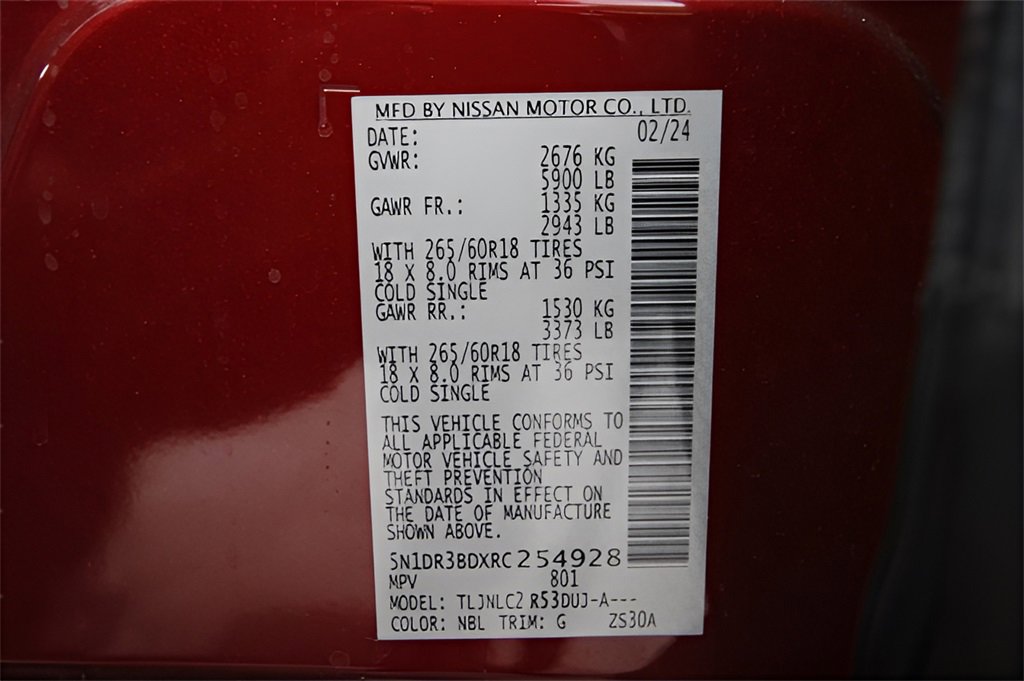 MFD BY NISSAN MOTOR CO., LTD.
DATE: 02/24
GVWR: 2676 KG
5900 LB
GAWR FR.: 1335 KG
2943 LB
WITH 265/60R18 TIRES
18 X 8.0 RIMS AT 36 PSI
COLD SINGLE
GAWR RR.: 1530 KG
3373 LB
WITH 265/60R18 TIRES
18 X 8.0 RIMS AT 36 PSI
COLD SINGLE
THIS VEHICLE CONFORMS TO
ALL APPLICABLE FEDERAL
MOTOR VEHICLE SAFETY AND
THEFT PREVENTION
STANDARDS IN EFFECT ON
THE DATE OF MANUFACTURE
SHOWN ABOVE.
5N1DR3BDXRC254928
MPV 801
MODEL: TLJNLC2 R53DUJ-A---
COLOR: NBL TRIM: G ZS30A